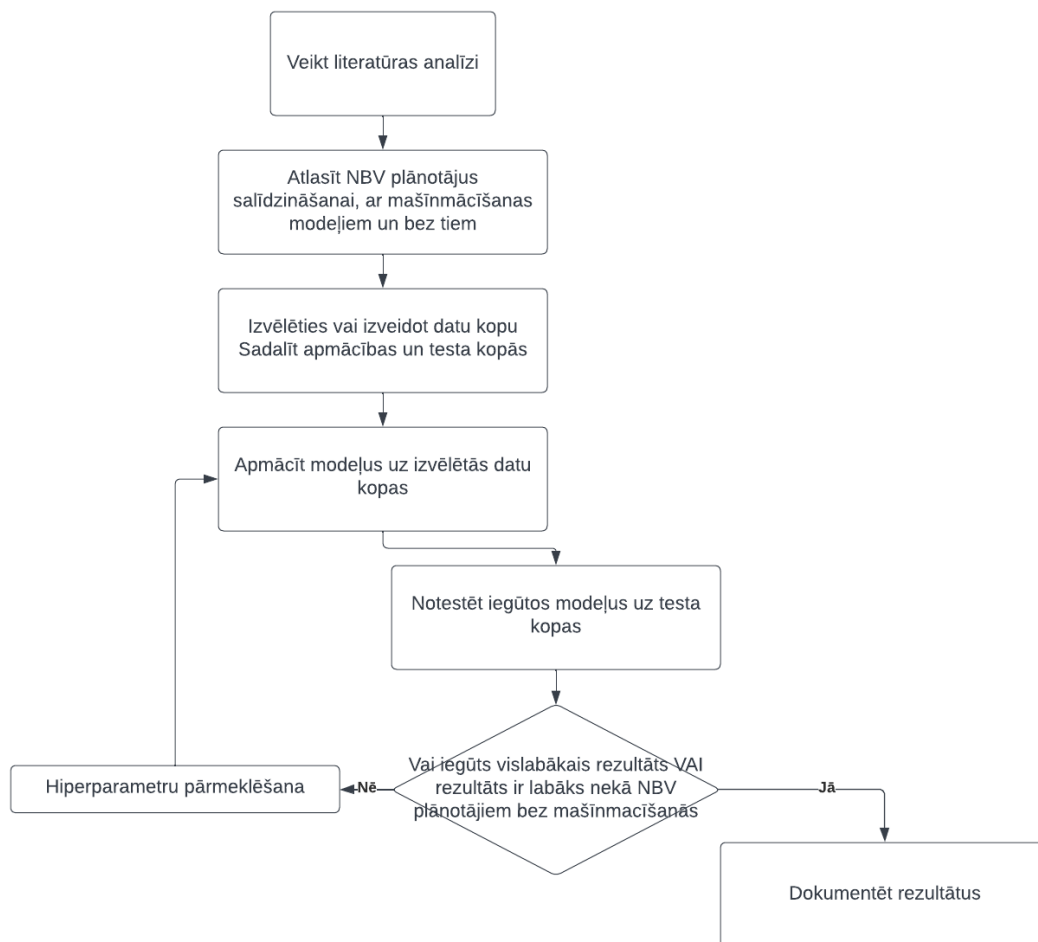 Veikt literatūras analīzi
Atlasīt NBV plānotājus
salīdzināšanai, ar mašīnmācīšanas
modeļiem un bez tiem
Izvēlēties vai izveidot datu kopu
Sadalīt apmācības un testa kopās
Apmācīt modeļus uz izvēlētās datu
kopas
Notestēt iegūtos modeļus uz testa
kopas
Vai iegūts vislabākais rezultāts VAI
rezultāts ir labāks nekā NBV
plānotājiem bez mašīnmacīšanās
Nē
Jā
Hiperparametru pārmeklēšana
Dokumentēt rezultātus